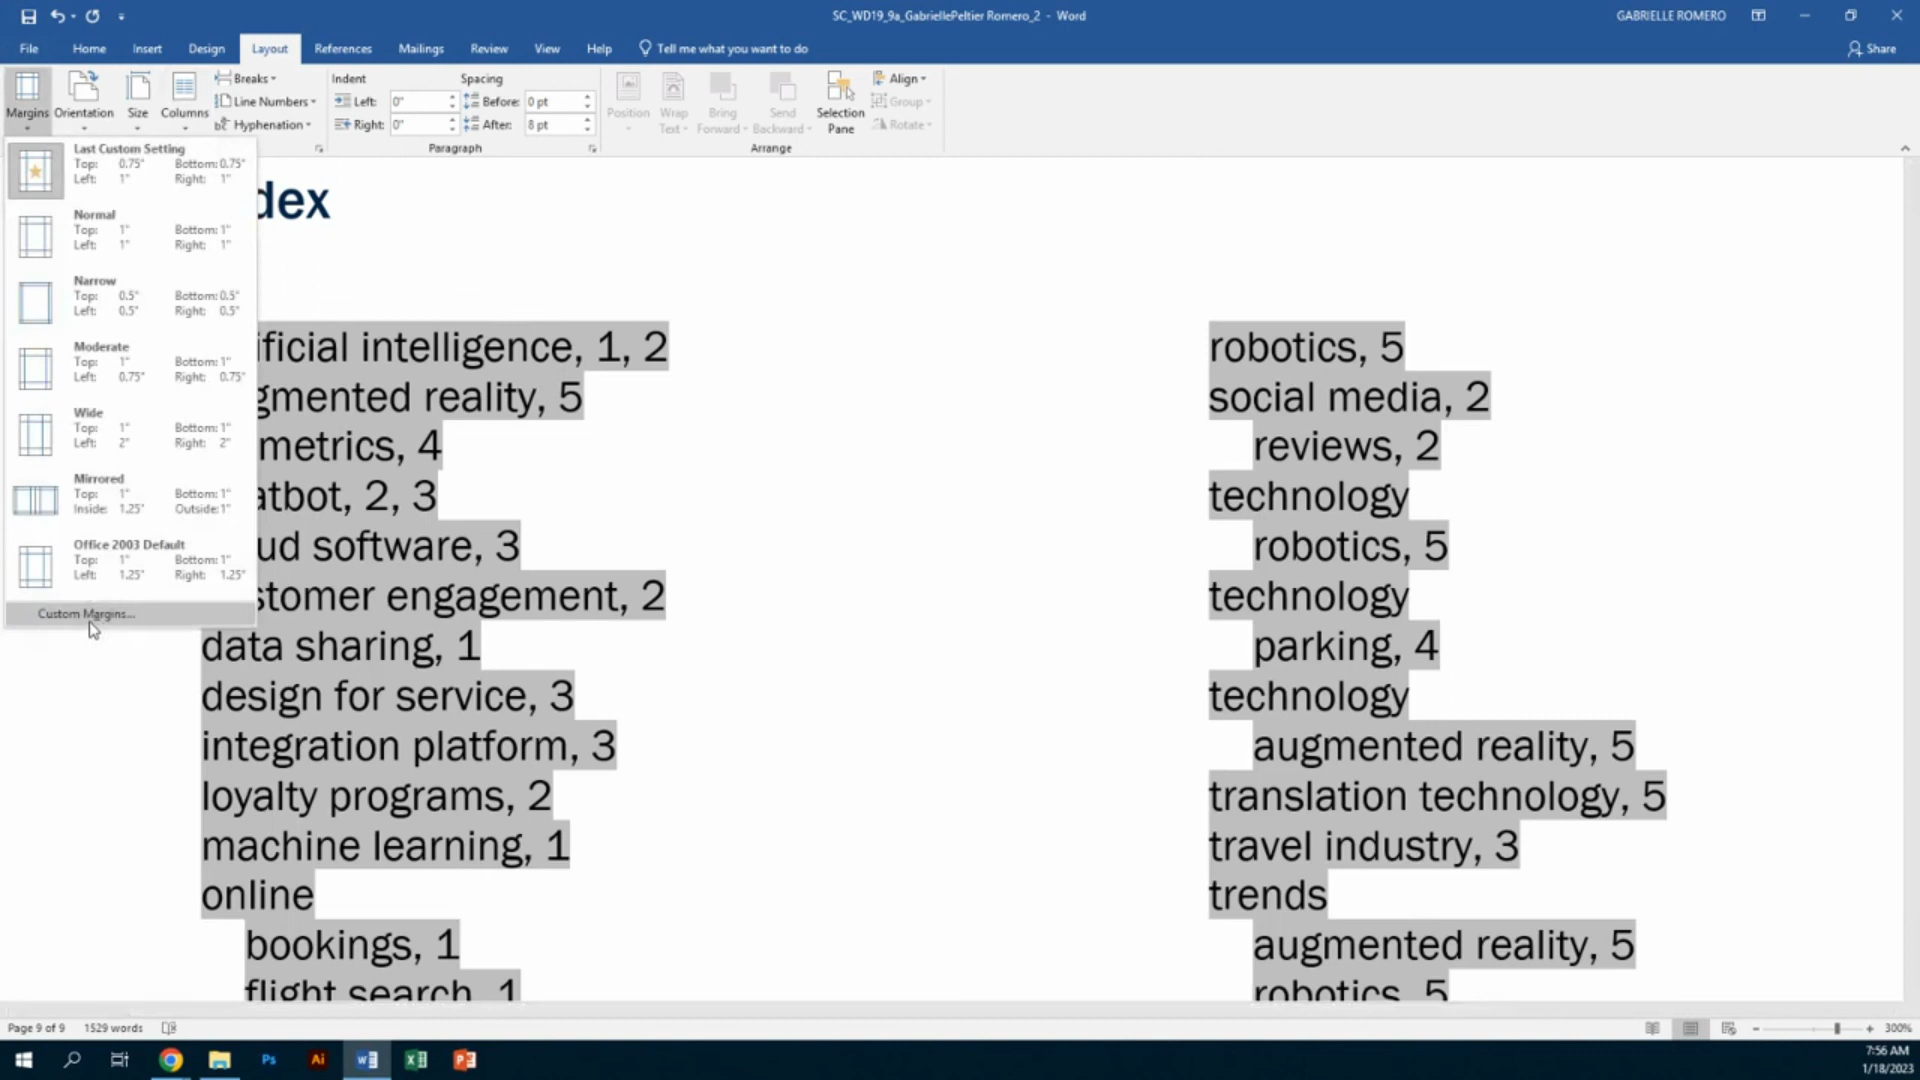 SC_WD19_9a_GabriellePeltier Romero_2 - Word
GABRIELLE ROMERO
File Home Insert Design Layout References Mailings Review View Help Tell me what you want to do
Share
Margins Orientation Size Columns
Breaks
Line Numbers
Hyphenation
Indent Spacing
Left: 0" Before: 0 pt
Right: 0" After: 8 pt
Paragraph
Position Wrap Text Bring Forward Send Backward Selection Pane
Align
Group
Rotate
Arrange
Last Custom Setting
Top: 0.75" Bottom: 0.75"
Left: 1" Right: 1"
Normal
Top: 1" Bottom: 1"
Left: 1" Right: 1"
Narrow
Top: 0.5" Bottom: 0.5"
Left: 0.5" Right: 0.5"
Moderate
Top: 1" Bottom: 1"
Left: 0.75" Right: 0.75"
Wide
Top: 1" Bottom: 1"
Left: 2" Right: 2"
Mirrored
Top: 1" Bottom: 1"
Inside: 1.25" Outside: 1"
Office 2003 Default
Top: 1" Bottom: 1"
Left: 1.25" Right: 1.25"
Custom Margins...
dex
ificial intelligence, 1, 2
gmented reality, 5
metrics, 4
atbot, 2, 3
ud software, 3
stomer engagement, 2
data sharing, 1
design for service, 3
integration platform, 3
loyalty programs, 2
machine learning, 1
online
bookings, 1
flight search, 1
robotics, 5
social media, 2
reviews, 2
technology
robotics, 5
technology
parking, 4
technology
augmented reality, 5
translation technology, 5
travel industry, 3
trends
augmented reality, 5
robotics, 5
Page 9 of 9 1529 words
300%
Ps Ai
7:56 AM
1/18/2023